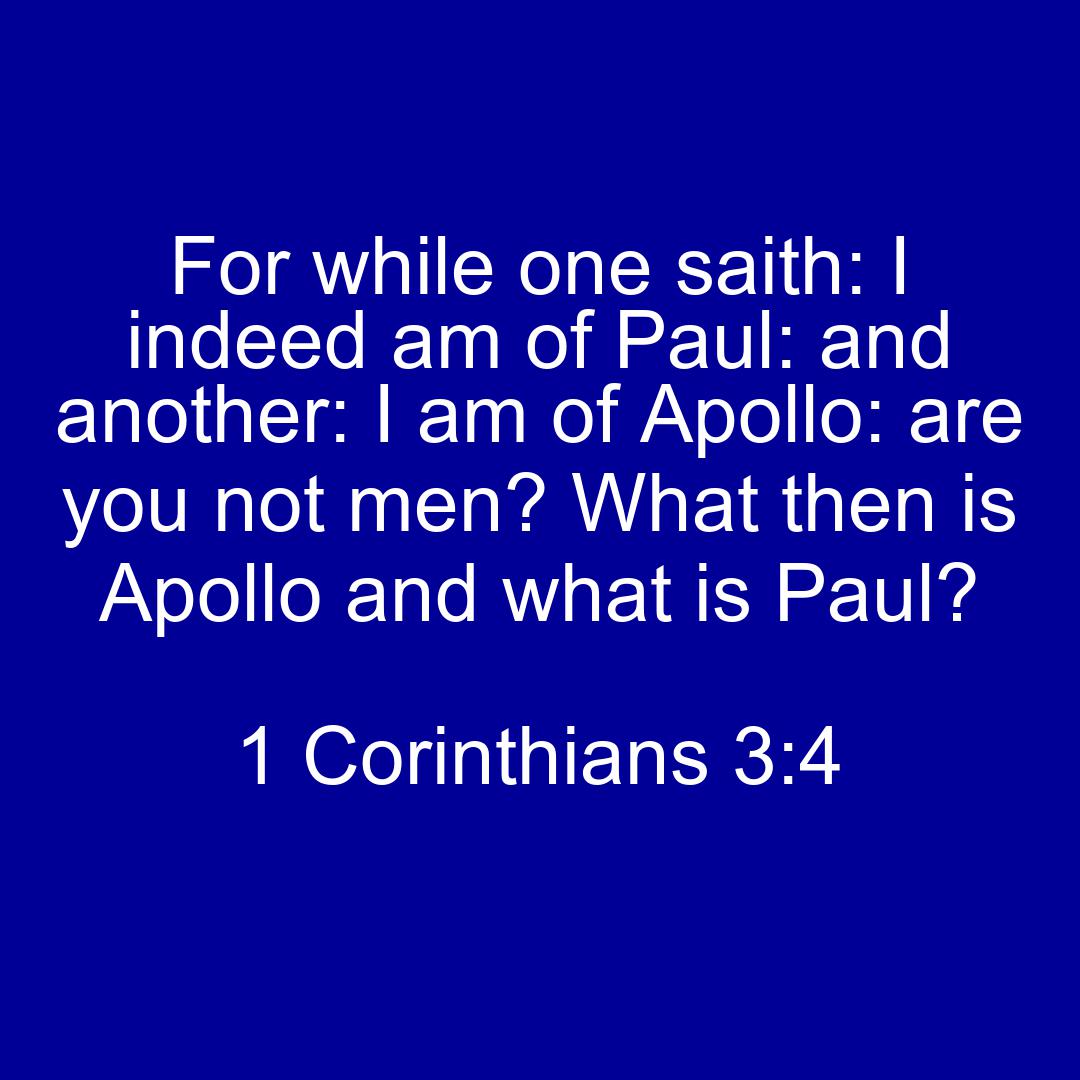 For while one saith: I
indeed am of Paul: and
another: I am of Apollo: are
you not men? What then is
Apollo and what is Paul?
1 Corinthians 3:4